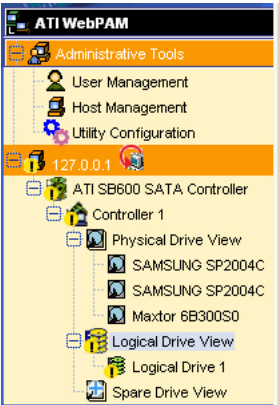 ATI WebPAM
Administrative Tools
User Management
Host Management
Utility Configuration
127.0.0.1
ATI SB600 SATA Controller
Controller 1
Physical Drive View
SAMSUNG SP2004C
SAMSUNG SP2004C
Maxtor 6B300S0
Logical Drive View
Logical Drive 1
Spare Drive View